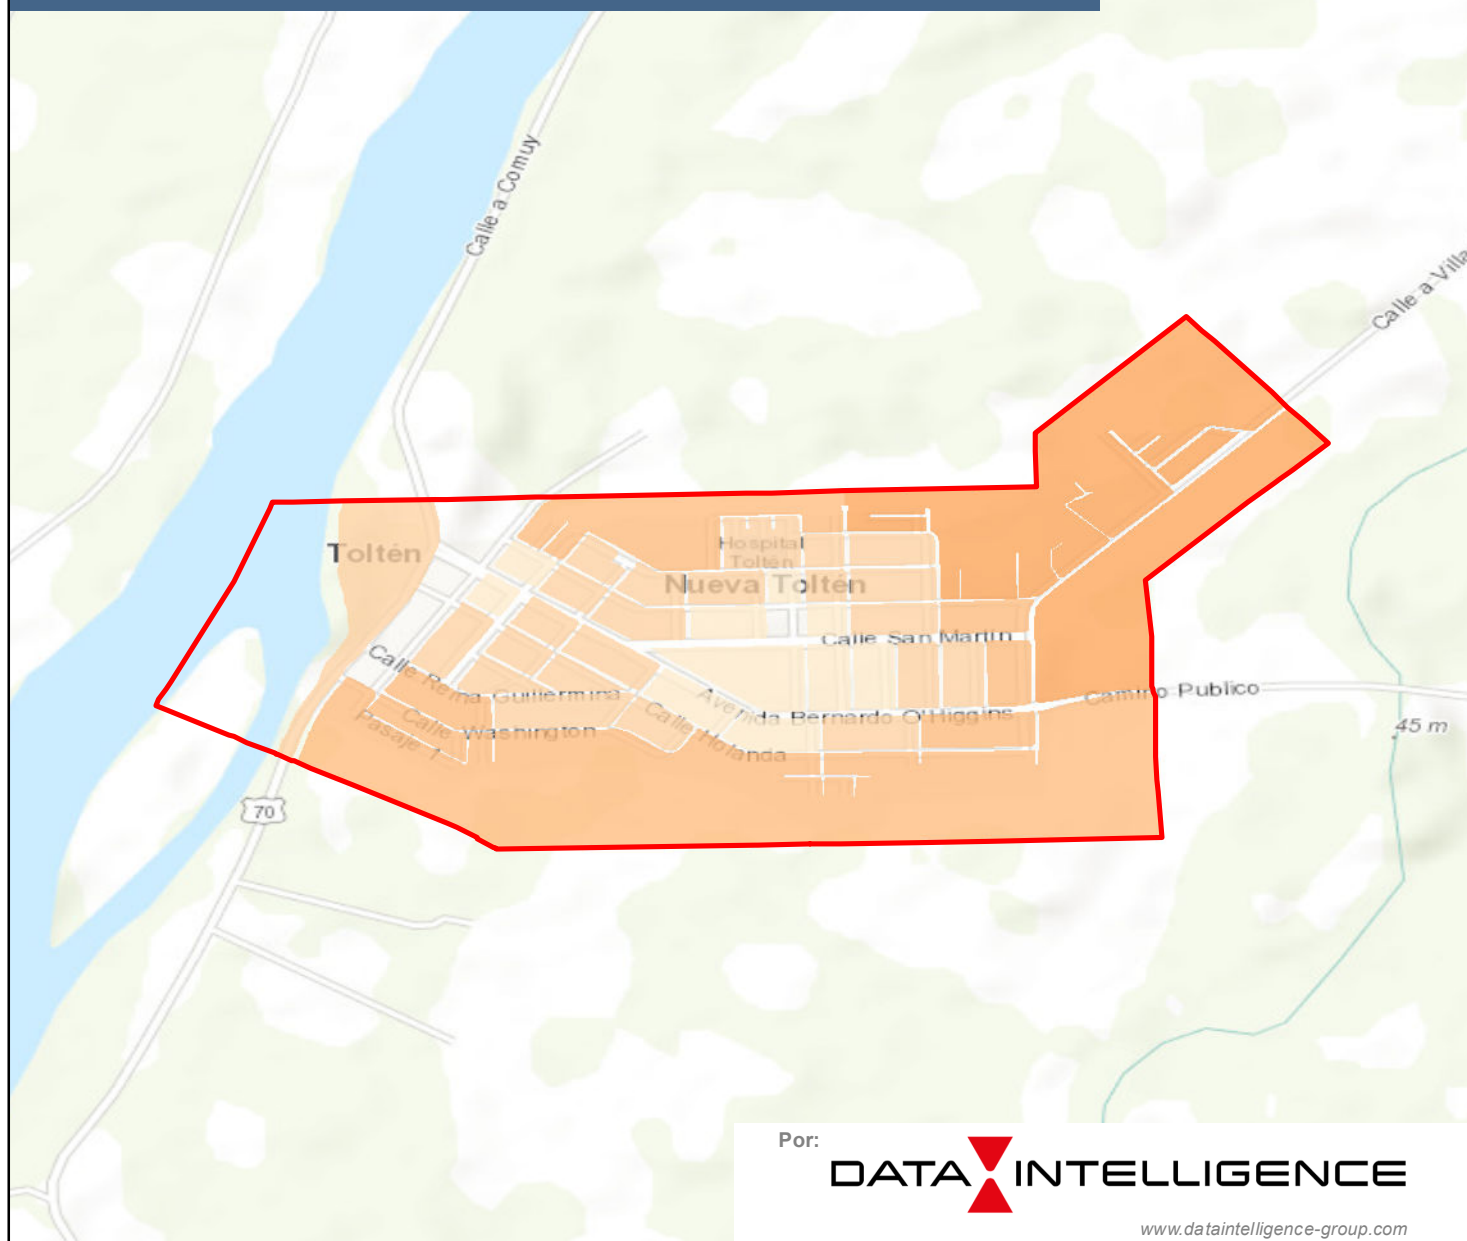 Calle a Comuy
Calle a Villa
Toltén
Hospital
Toltén
Nueva Toltén
Calle San Martín
Calle Reina Guillermina
Camino Publico
Avenida Bernardo O'Higgins
Calle Washington
Calle Holanda
Pasaje 1
45 m
70
Por:
DATA INTELLIGENCE
www.dataintelligence-group.com